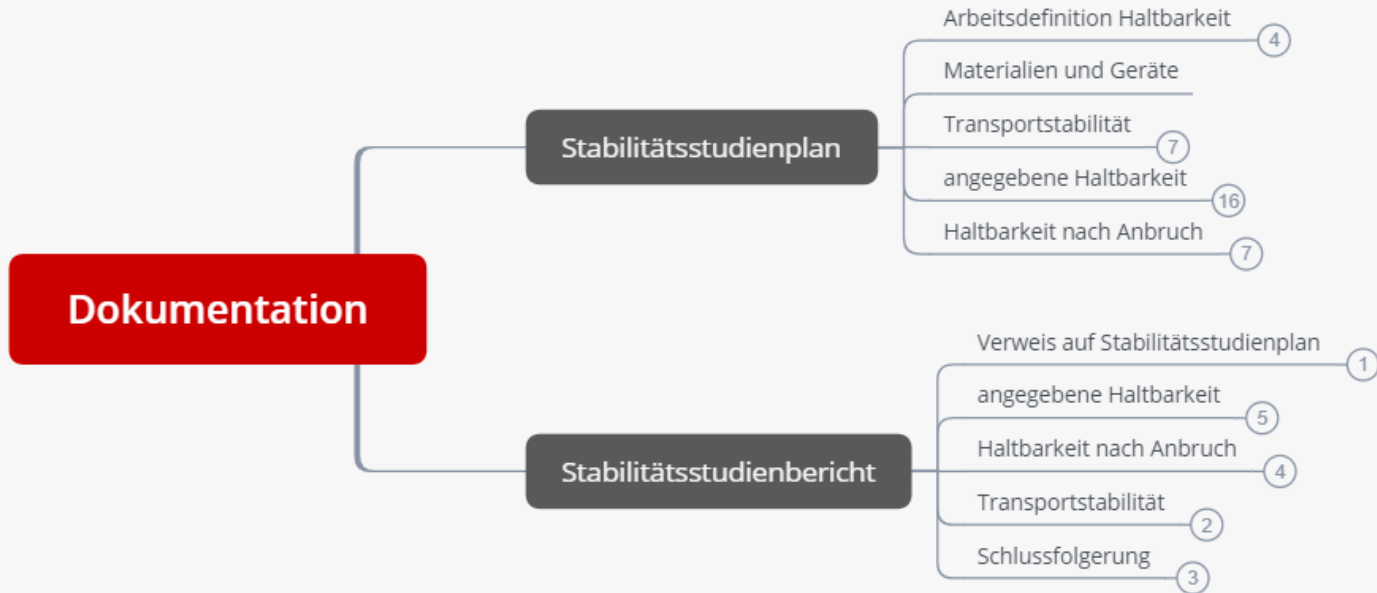 Dokumentation
Stabilitätsstudienplan
Arbeitsdefinition Haltbarkeit 4
Materialien und Geräte
Transportstabilität 7
angegebene Haltbarkeit 16
Haltbarkeit nach Anbruch 7
Stabilitätsstudienbericht
Verweis auf Stabilitätsstudienplan 1
angegebene Haltbarkeit 5
Haltbarkeit nach Anbruch 4
Transportstabilität 2
Schlussfolgerung 3